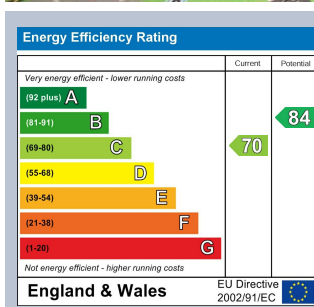 Energy Efficiency Rating
Current Potential
Very energy efficient - lower running costs
(92 plus) A
(81-91) B
84
(69-80) C
70
(55-68) D
(39-54) E
(21-38) F
(1-20) G
Not energy efficient - higher running costs
England & Wales
EU Directive
2002/91/EC